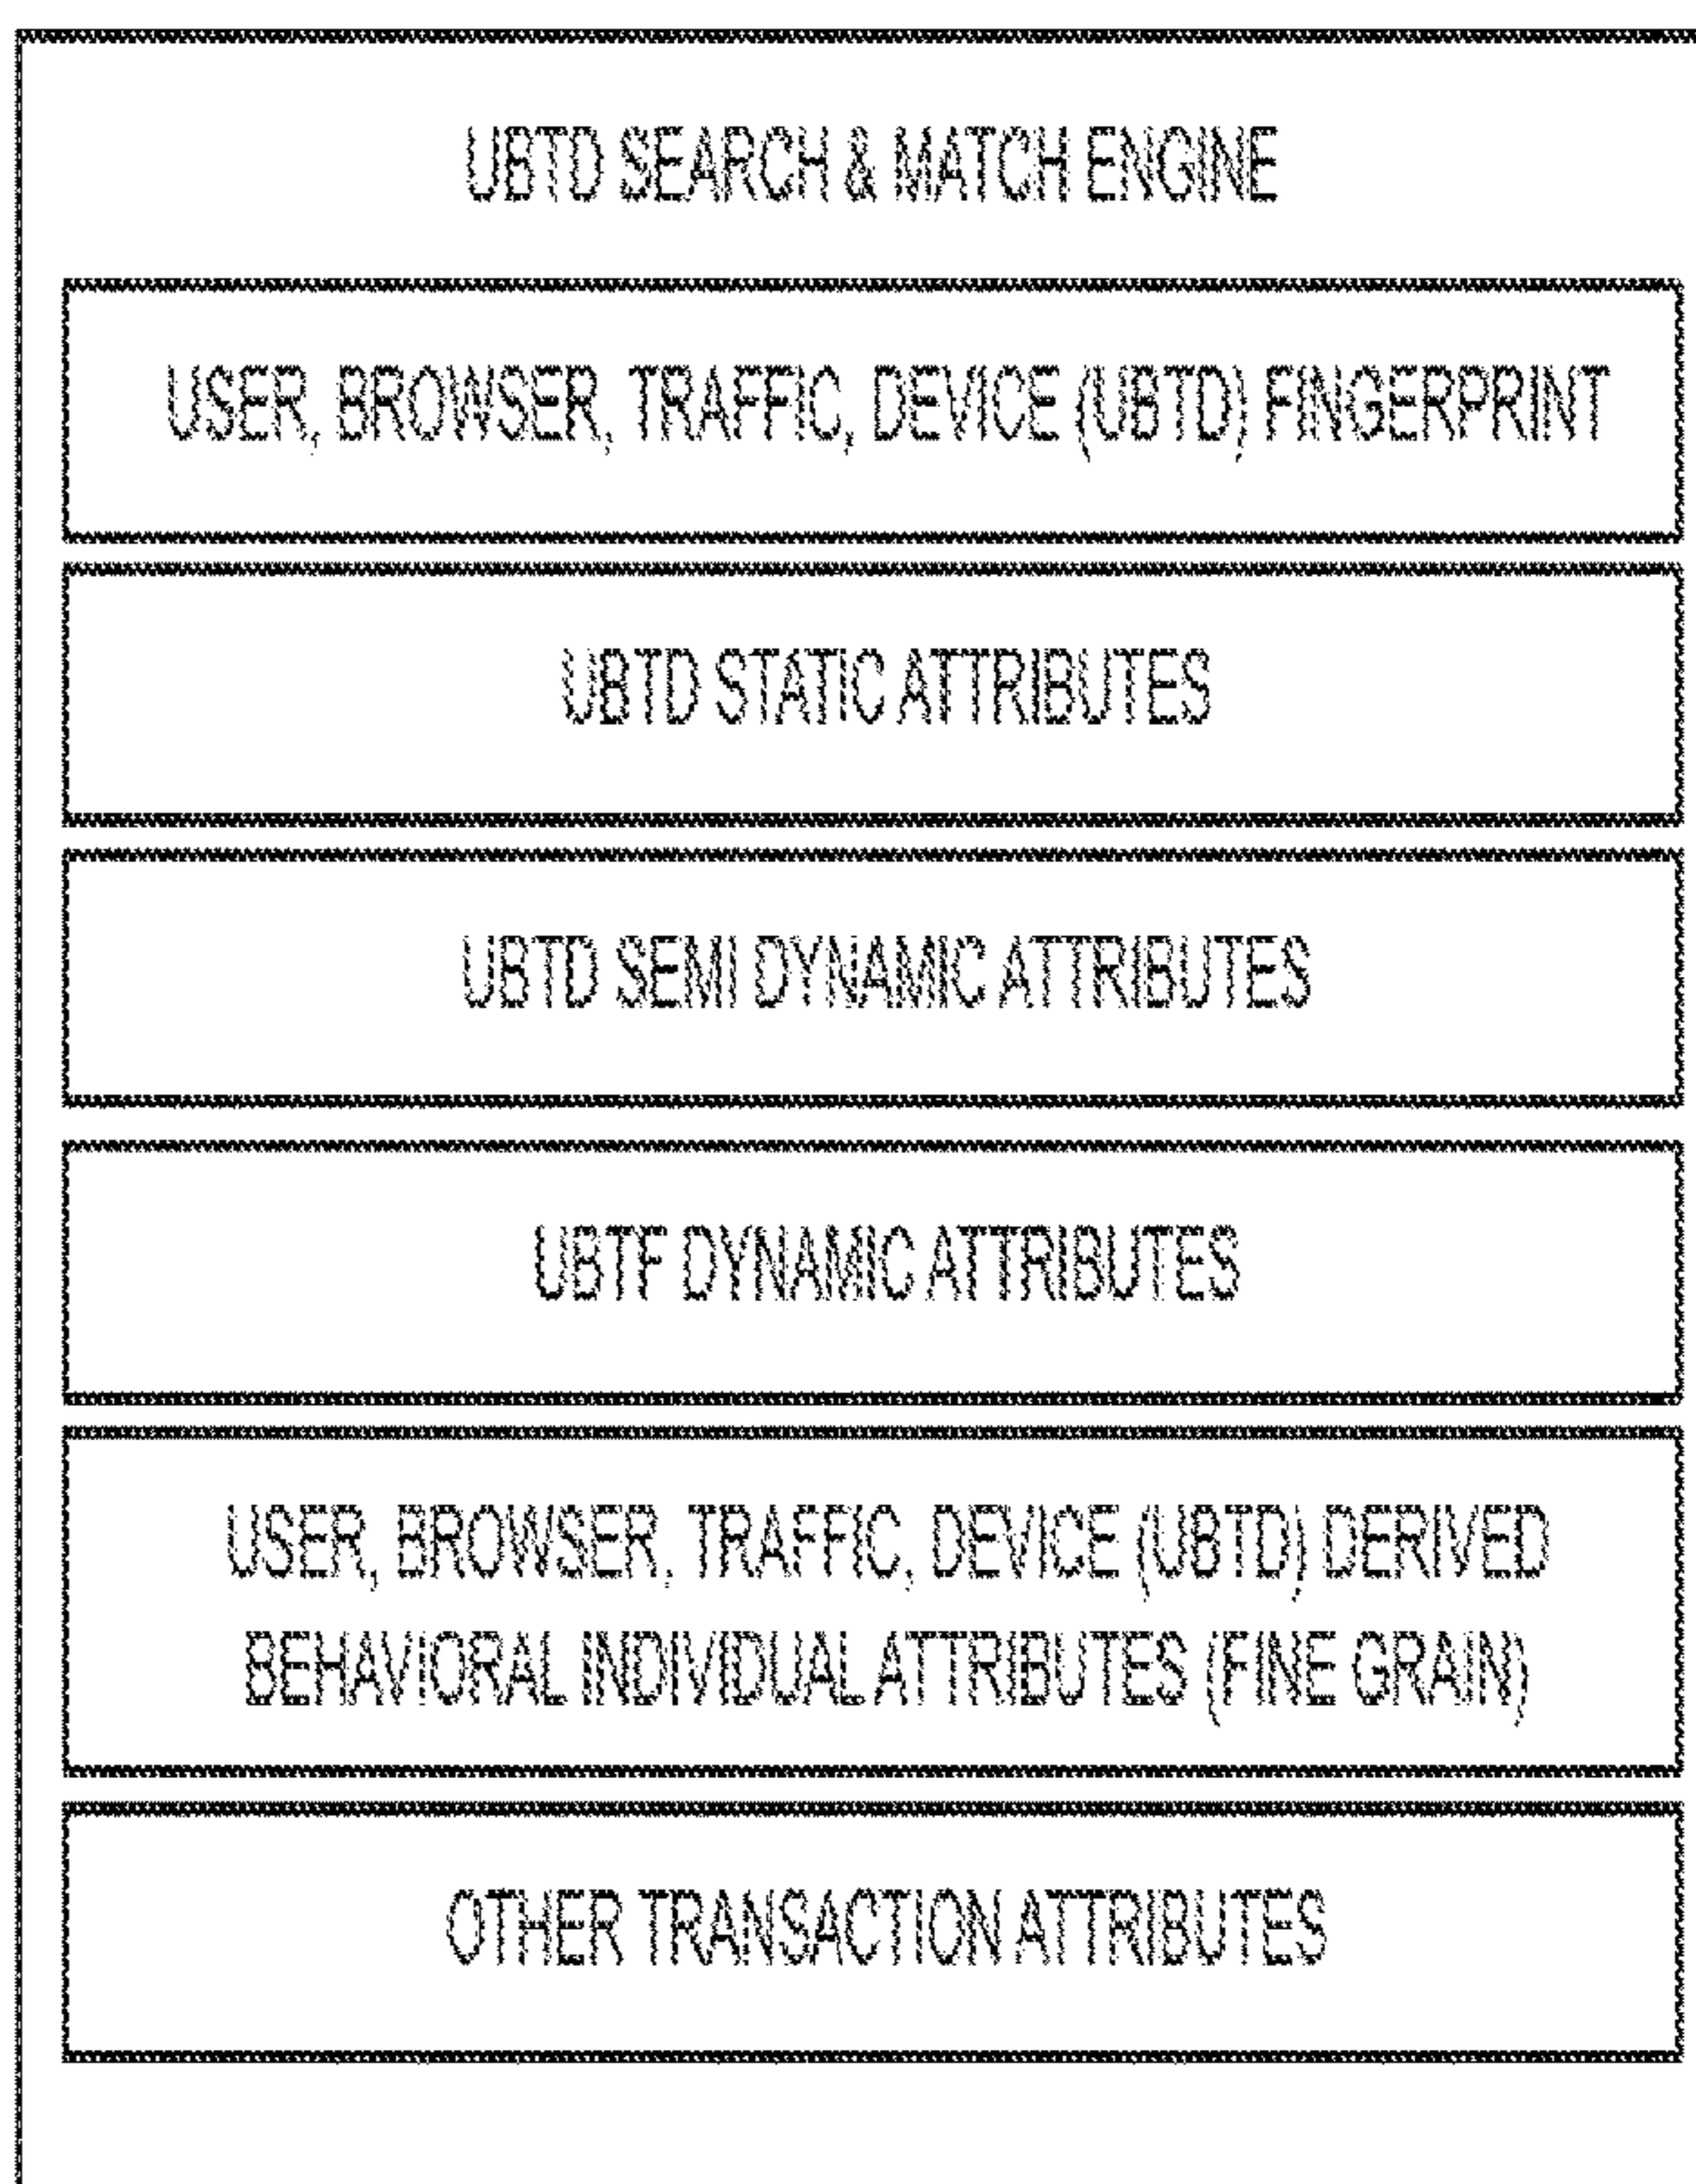 UBTD SEARCH & MATCH ENGINE
USER, BROWSER, TRAFFIC, DEVICE (UBTD) FINGERPRINT
UBTD STATIC ATTRIBUTES
UBTD SEMI DYNAMIC ATTRIBUTES
UBTF DYNAMIC ATTRIBUTES
USER, BROWSER, TRAFFIC, DEVICE (UBTD) DERIVED
BEHAVIORAL INDIVIDUAL ATTRIBUTES (FINE GRAIN)
OTHER TRANSACTION ATTRIBUTES